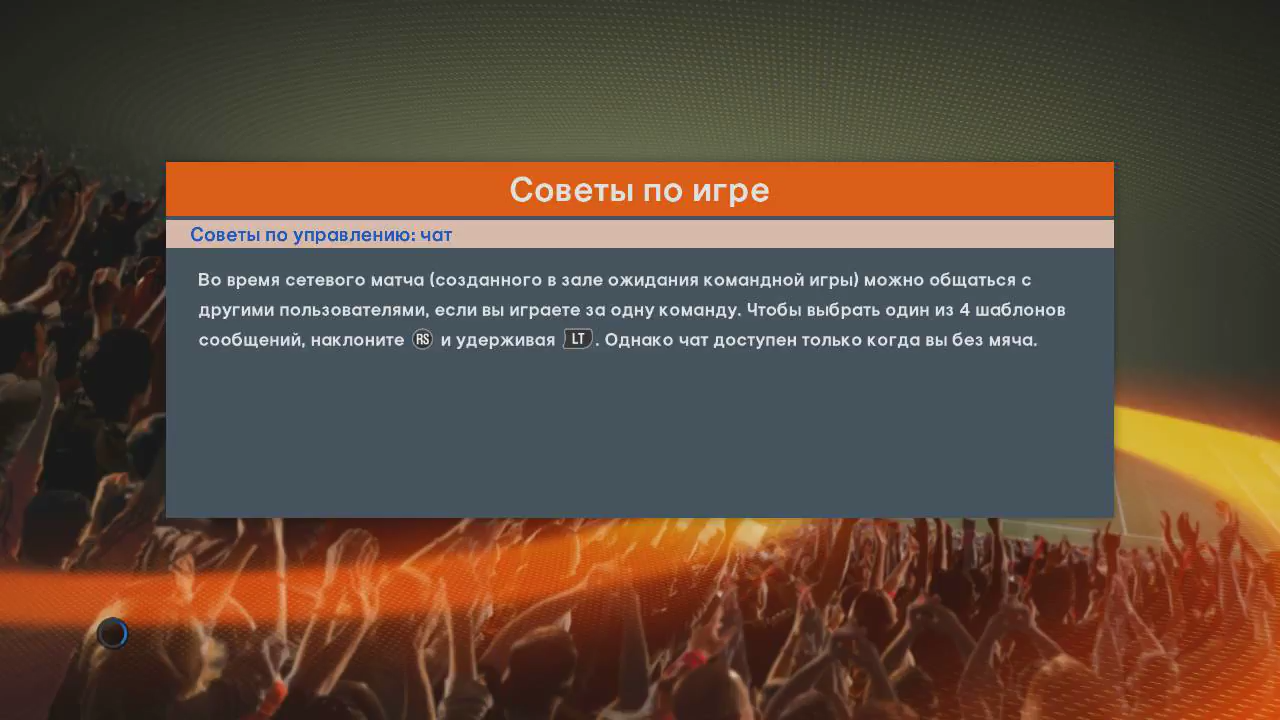 Советы по игре
Советы по управлению: чат
Во время сетевого матча (созданного в зале ожидания командной игры) можно общаться с
другими пользователями, если вы играете за одну команду. Чтобы выбрать один из 4 шаблонов
сообщений, наклоните RS и удерживая LT. Однако чат доступен только когда вы без мяча.